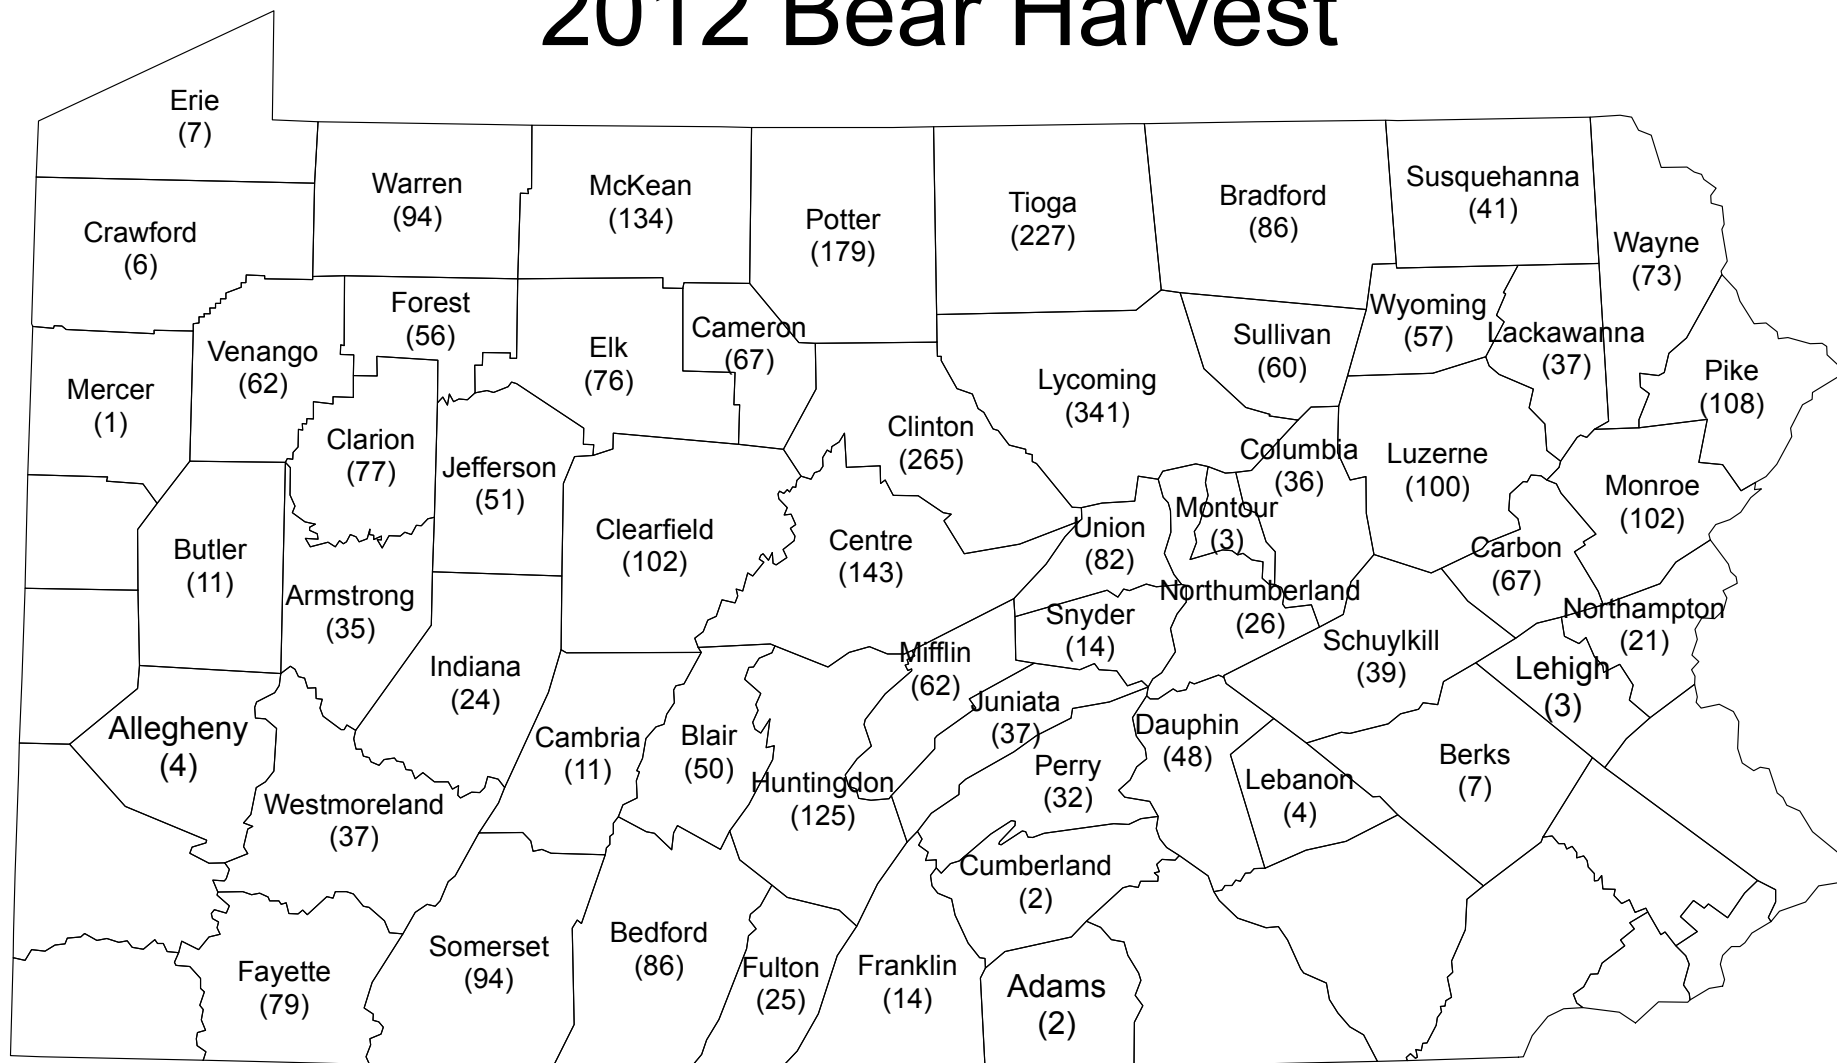 2012 Bear Harvest
Erie
(7)
Warren
(94)
McKean
(134)
Potter
(179)
Tioga
(227)
Bradford
(86)
Susquehanna
(41)
Wayne
(73)
Crawford
(6)
Forest
(56)
Venango
(62)
Elk
(76)
Cameron
(67)
Sullivan
(60)
Wyoming
(57)
Lackawanna
(37)
Pike
(108)
Mercer
(1)
Clarion
(77)
Jefferson
(51)
Clinton
(265)
Lycoming
(341)
Columbia
(36)
Luzerne
(100)
Monroe
(102)
Butler
(11)
Clearfield
(102)
Centre
(143)
Union
(82)
Montour
(3)
Carbon
(67)
Armstrong
(35)
Northumberland
(26)
Northampton
(21)
Indiana
(24)
Snyder
(14)
Mifflin
(62)
Schuylkill
(39)
Lehigh
(3)
Allegheny
(4)
Cambria
(11)
Blair
(50)
Huntingdon
(125)
Juniata
(37)
Dauphin
(48)
Perry
(32)
Lebanon
(4)
Berks
(7)
Westmoreland
(37)
Cumberland
(2)
Fayette
(79)
Somerset
(94)
Bedford
(86)
Fulton
(25)
Franklin
(14)
Adams
(2)